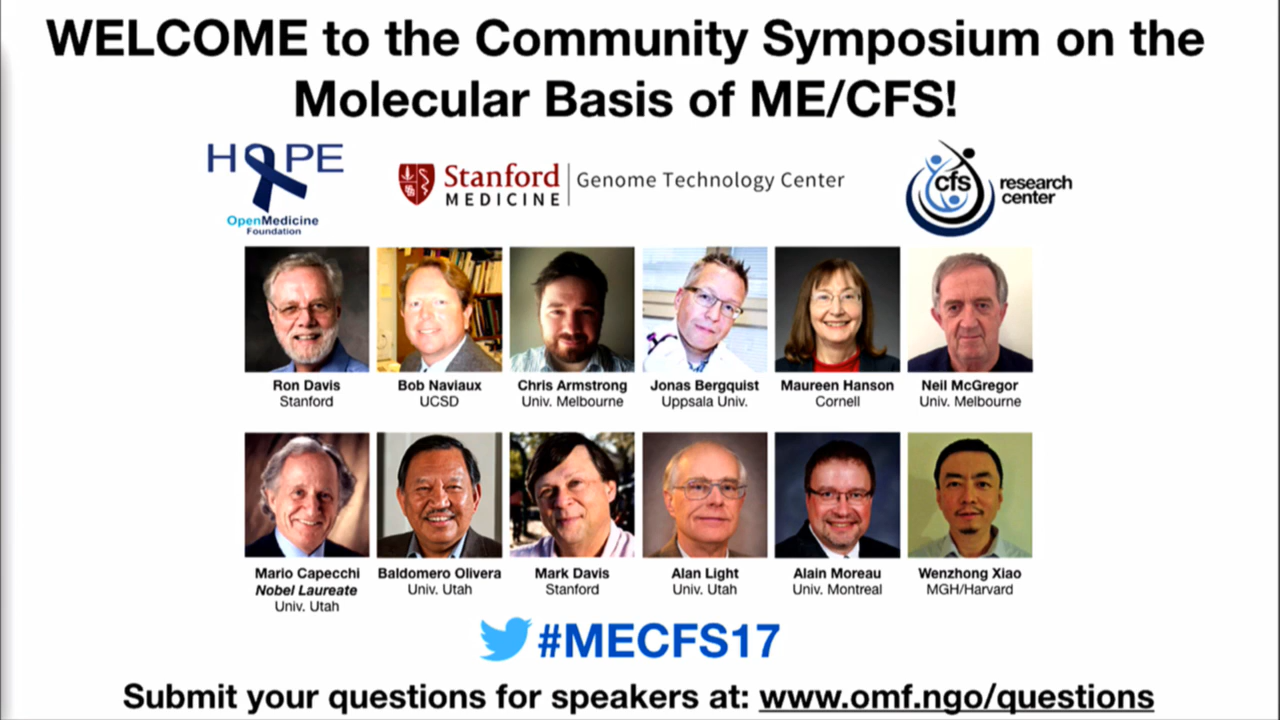 WELCOME to the Community Symposium on the
Molecular Basis of ME/CFS!
HOPE
OpenMedicine
Foundation
Stanford
MEDICINE
Genome Technology Center
cfs
research
center
Ron Davis
Stanford
Bob Naviaux
UCSD
Chris Armstrong
Univ. Melbourne
Jonas Bergquist
Uppsala Univ.
Maureen Hanson
Cornell
Neil McGregor
Univ. Melbourne
Mario Capecchi
Nobel Laureate
Univ. Utah
Baldomero Olivera
Univ. Utah
Mark Davis
Stanford
Alan Light
Univ. Utah
Alain Moreau
Univ. Montreal
Wenzhong Xiao
MGH/Harvard
#MECFS17
Submit your questions for speakers at: www.omf.ngo/questions